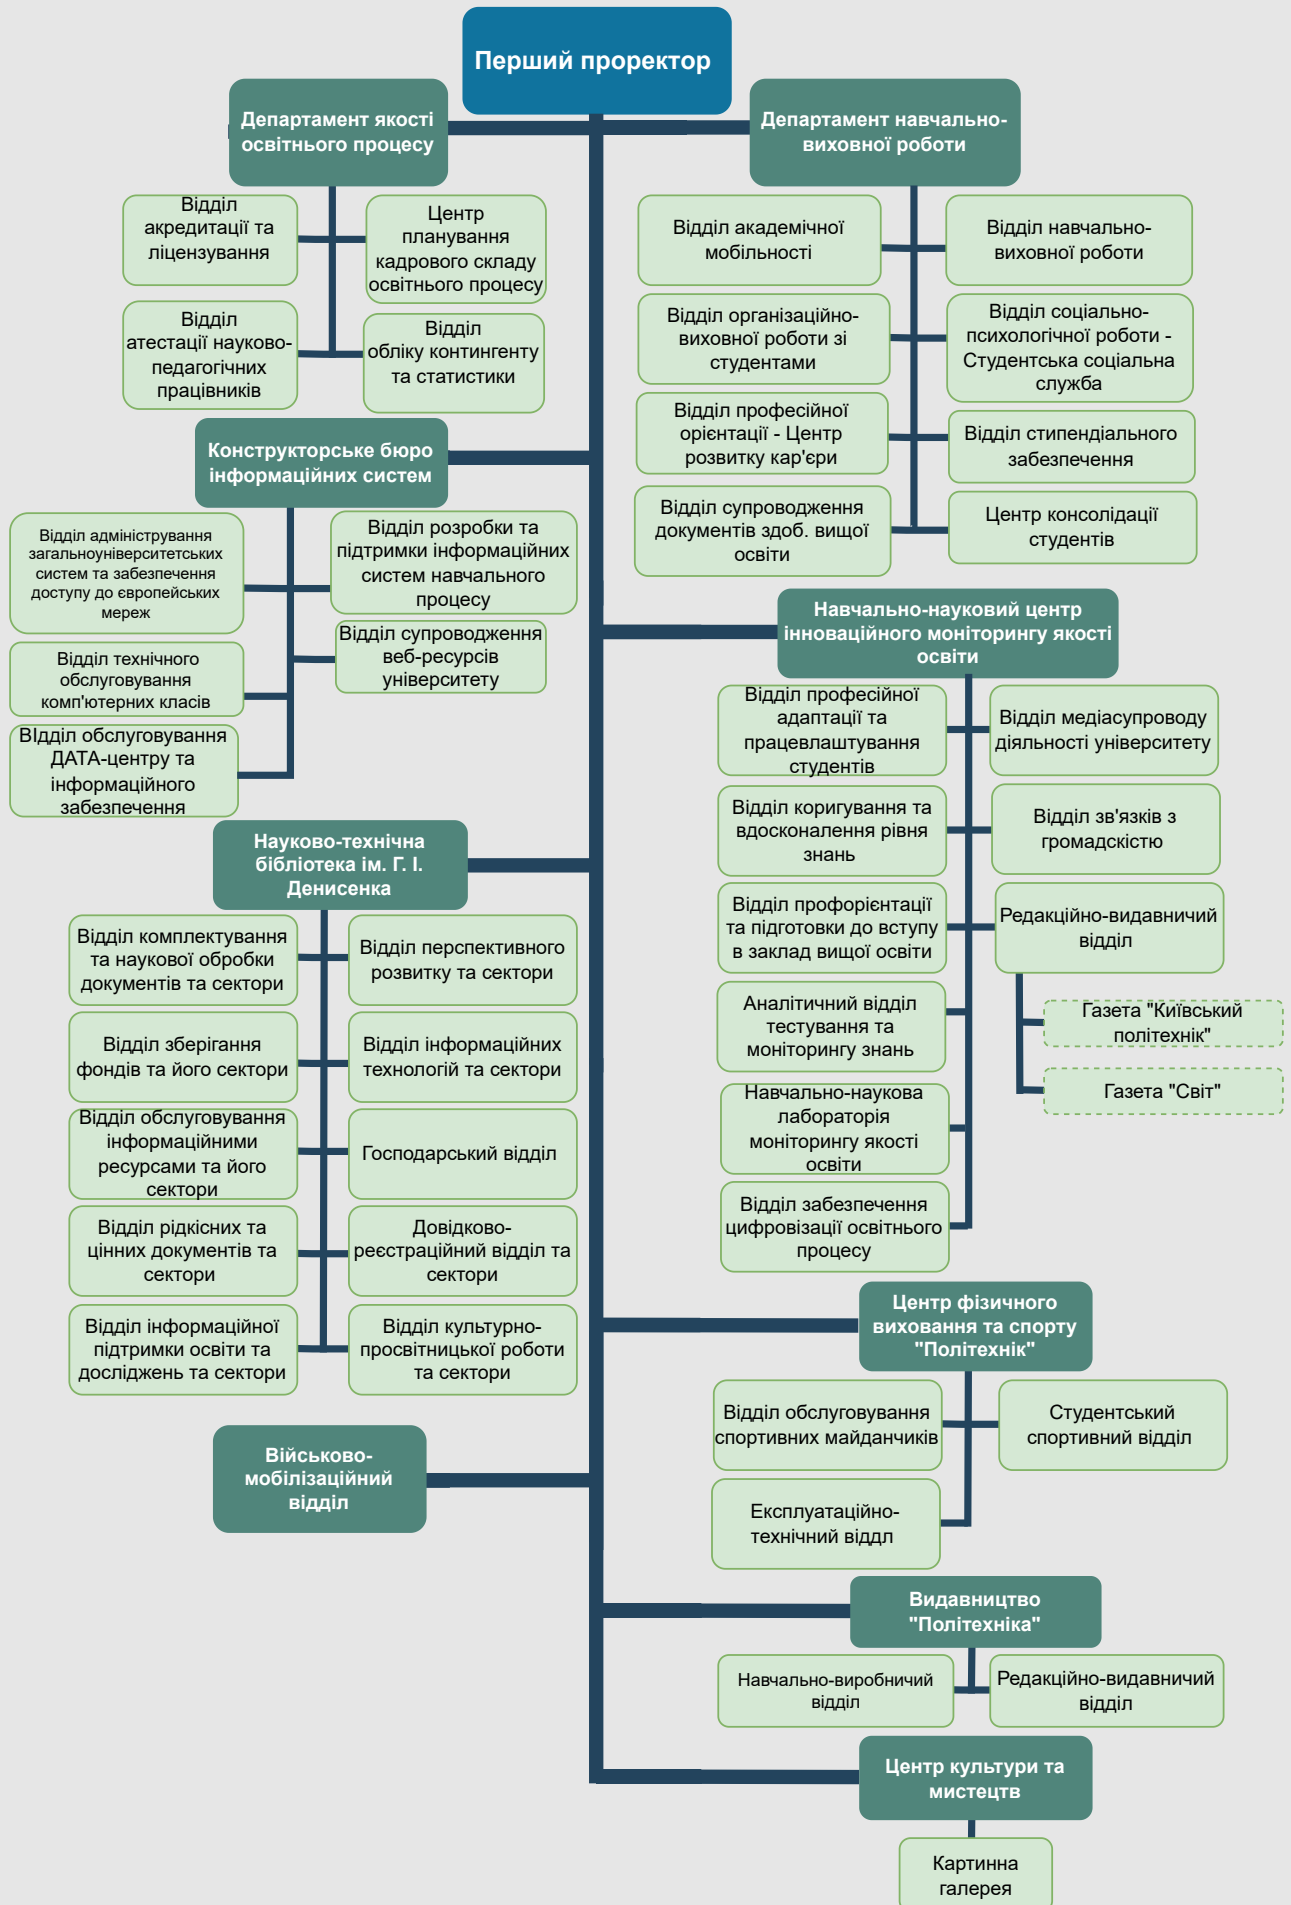 Перший проректор
Департамент якості
освітнього процесу
Відділ
акредитації та
ліцензування
Центр
планування
кадрового складу
освітнього процесу
Відділ
атестації науково-
педагогічних
працівників
Відділ
обліку контингенту
та статистики
Конструкторське бюро
інформаційних систем
Відділ адміністрування
загальноуніверситетських
систем та забезпечення
доступу до європейських
мереж
Відділ розробки та
підтримки інформаційних
систем навчального
процесу
Відділ технічного
обслуговування
комп'ютерних класів
Відділ супроводження
веб-ресурсів
університету
ВІдділ обслуговування
ДАТА-центру та
інформаційного
забезпечення
Науково-технічна
бібліотека ім. Г. І.
Денисенка
Відділ комплектування
та наукової обробки
документів та сектори
Відділ перспективного
розвитку та сектори
Відділ зберігання
фондів та його сектори
Відділ інформаційних
технологій та сектори
Відділ обслуговування
інформаційними
ресурсами та його
сектори
Господарський відділ
Відділ рідкісних та
цінних документів та
сектори
Довідково-
реєстраційний відділ та
сектори
Відділ інформаційної
підтримки освіти та
досліджень та сектори
Відділ культурно-
просвітницької роботи
та сектори
Військово-
мобілізаційний
відділ
Департамент навчально-
виховної роботи
Відділ академічної
мобільності
Відділ навчально-
виховної роботи
Відділ організаційно-
виховної роботи зі
студентами
Відділ соціально-
психологічної роботи -
Студентська соціальна
служба
Відділ професійної
орієнтації - Центр
розвитку кар'єри
Відділ стипендіального
забезпечення
Відділ супроводження
документів здоб. вищої
освіти
Центр консолідації
студентів
Навчально-науковий центр
інноваційного моніторингу якості
освіти
Відділ професійної
адаптації та
працевлаштування
студентів
Відділ медіасупроводу
діяльності університету
Відділ коригування та
вдосконалення рівня
знань
Відділ зв'язків з
громадскістю
Відділ профорієнтації
та підготовки до вступу
в заклад вищої освіти
Редакційно-видавничий
відділ
Газета "Київський
політехнік"
Газета "Світ"
Аналітичний відділ
тестування та
моніторингу знань
Навчально-наукова
лабораторія
моніторингу якості
освіти
Відділ забезпечення
цифровізації освітнього
процесу
Центр фізичного
виховання та спорту
"Політехнік"
Відділ обслуговування
спортивних майданчиків
Студентський
спортивний відділ
Експлуатаційно-
технічний віддл
Видавництво
"Політехніка"
Навчально-виробничий
відділ
Редакційно-видавничий
відділ
Центр культури та
мистецтв
Картинна
галерея